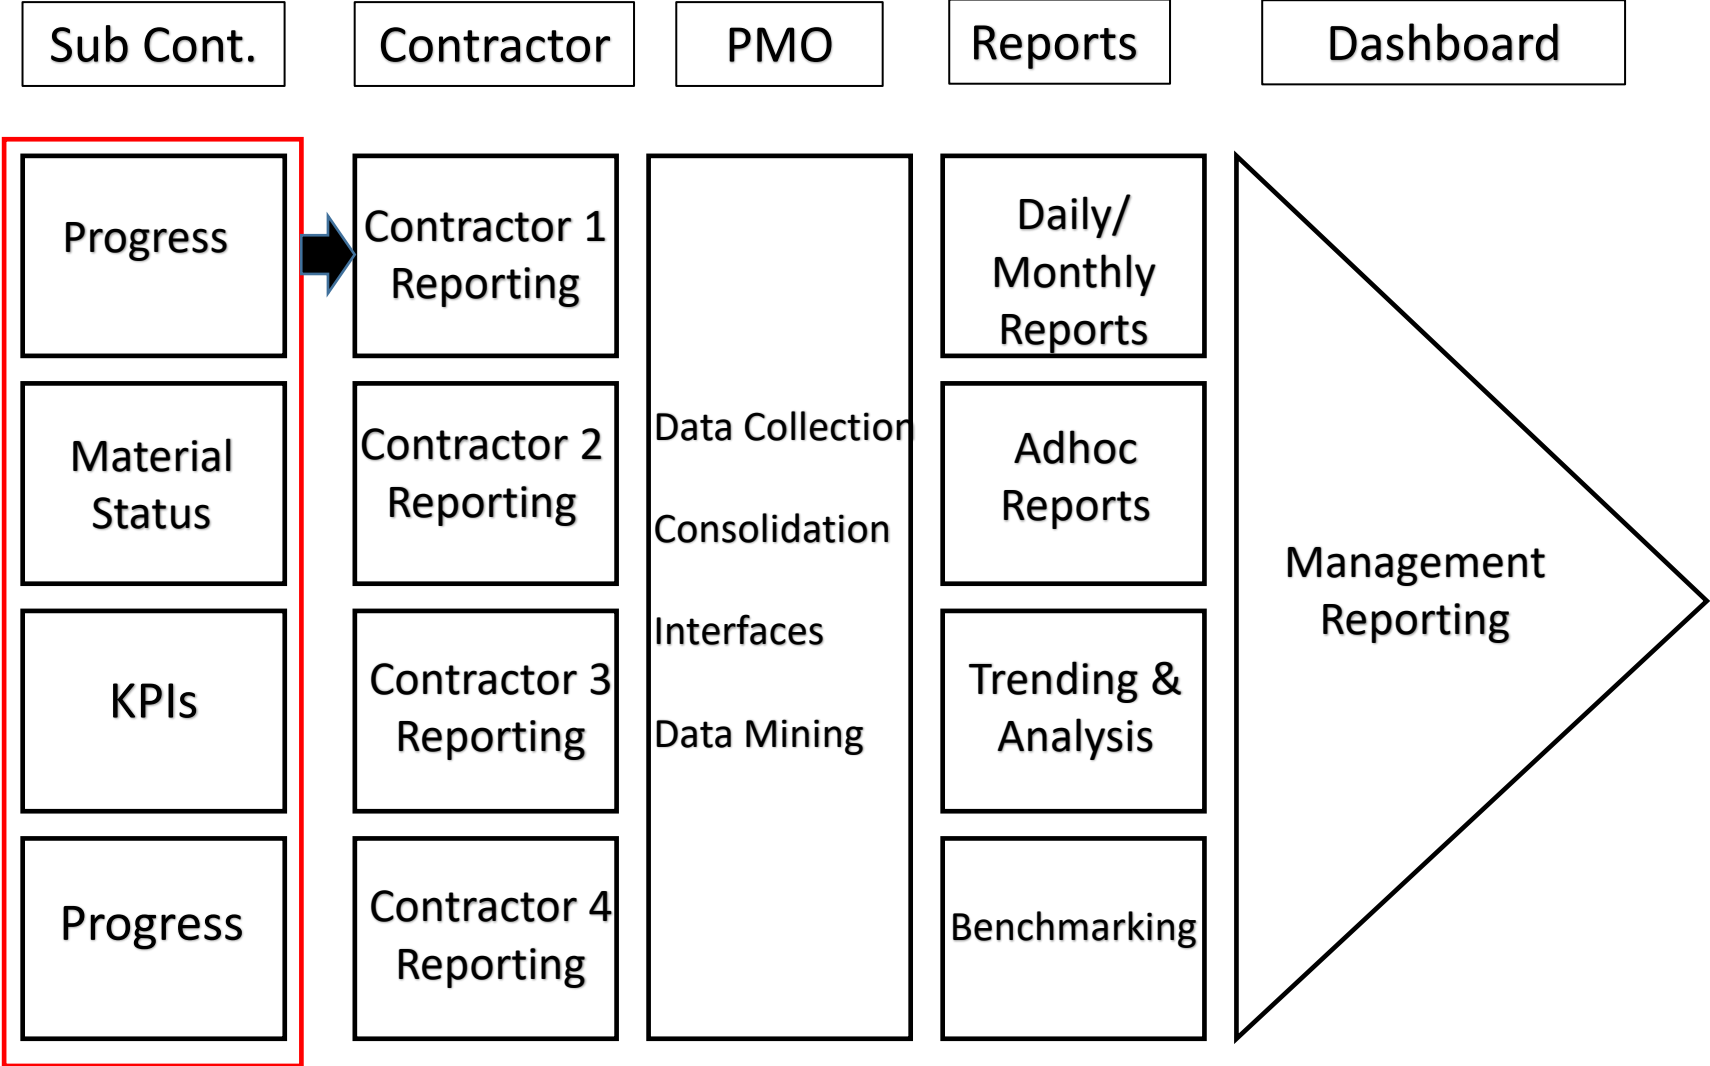 Sub Cont.
Contractor
PMO
Reports
Dashboard
Progress
Material
Status
KPIs
Progress
Contractor 1
Reporting
Contractor 2
Reporting
Contractor 3
Reporting
Contractor 4
Reporting
Data Collection
Consolidation
Interfaces
Data Mining
Daily/
Monthly
Reports
Adhoc
Reports
Trending &
Analysis
Benchmarking
Management
Reporting